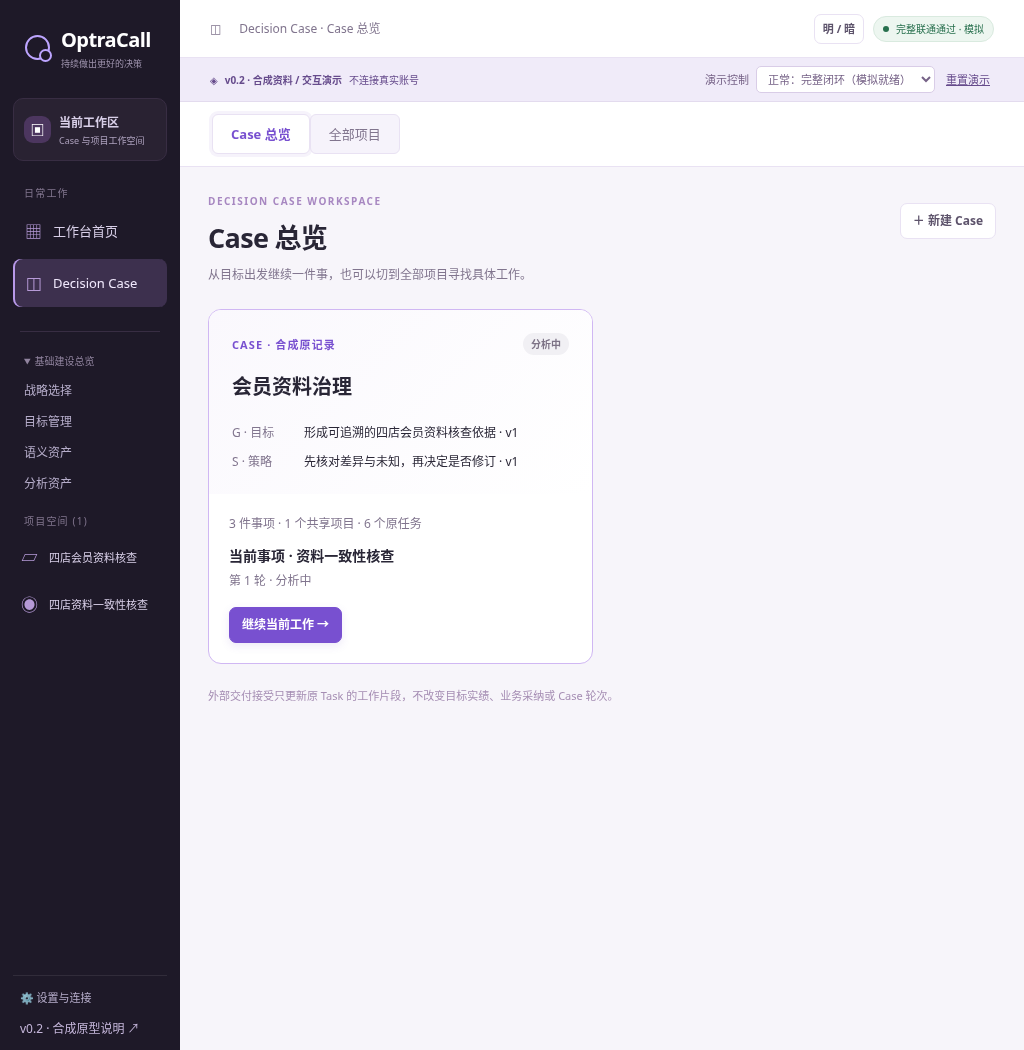 OptraCall
持续做出更好的决策
当前工作区
Case 与项目工作空间
日常工作
工作台首页
Decision Case
▼ 基础建设总览
战略选择
目标管理
语义资产
分析资产
项目空间 (1)
四店会员资料核查
四店资料一致性核查
⚙️ 设置与连接
v0.2 · 合成原型说明 ↗
Decision Case · Case 总览
明 / 暗
完整联通通过 · 模拟
◈ v0.2 · 合成资料 / 交互演示 不连接真实账号
演示控制
正常：完整闭环（模拟就绪）
重置演示
Case 总览
全部项目
DECISION CASE WORKSPACE
Case 总览
从目标出发继续一件事，也可以切到全部项目寻找具体工作。
＋ 新建 Case
CASE · 合成原记录
分析中
会员资料治理
G · 目标 形成可追溯的四店会员资料核查依据 · v1
S · 策略 先核对差异与未知，再决定是否修订 · v1
3 件事项 · 1 个共享项目 · 6 个原任务
当前事项 · 资料一致性核查
第 1 轮 · 分析中
继续当前工作 →
外部交付接受只更新原 Task 的工作片段，不改变目标实绩、业务采纳或 Case 轮次。